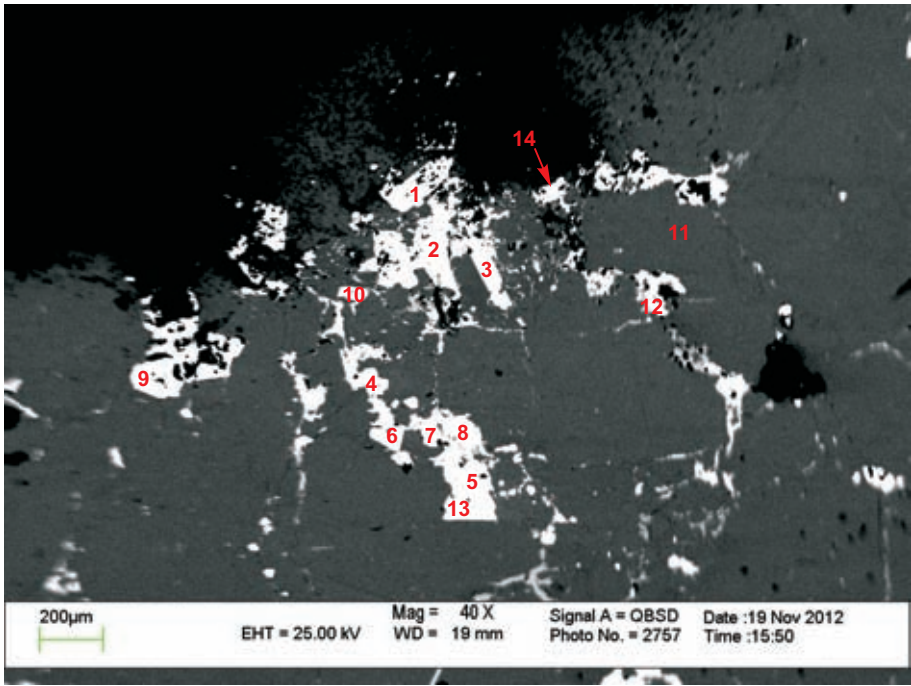 14
1
11
2
3
10
12
9
4
6
7
8
5
13
200µm
Mag = 40 X
Signal A = QBSD
Date :19 Nov 2012
EHT = 25.00 kV
WD = 19 mm
Photo No. = 2757
Time :15:50